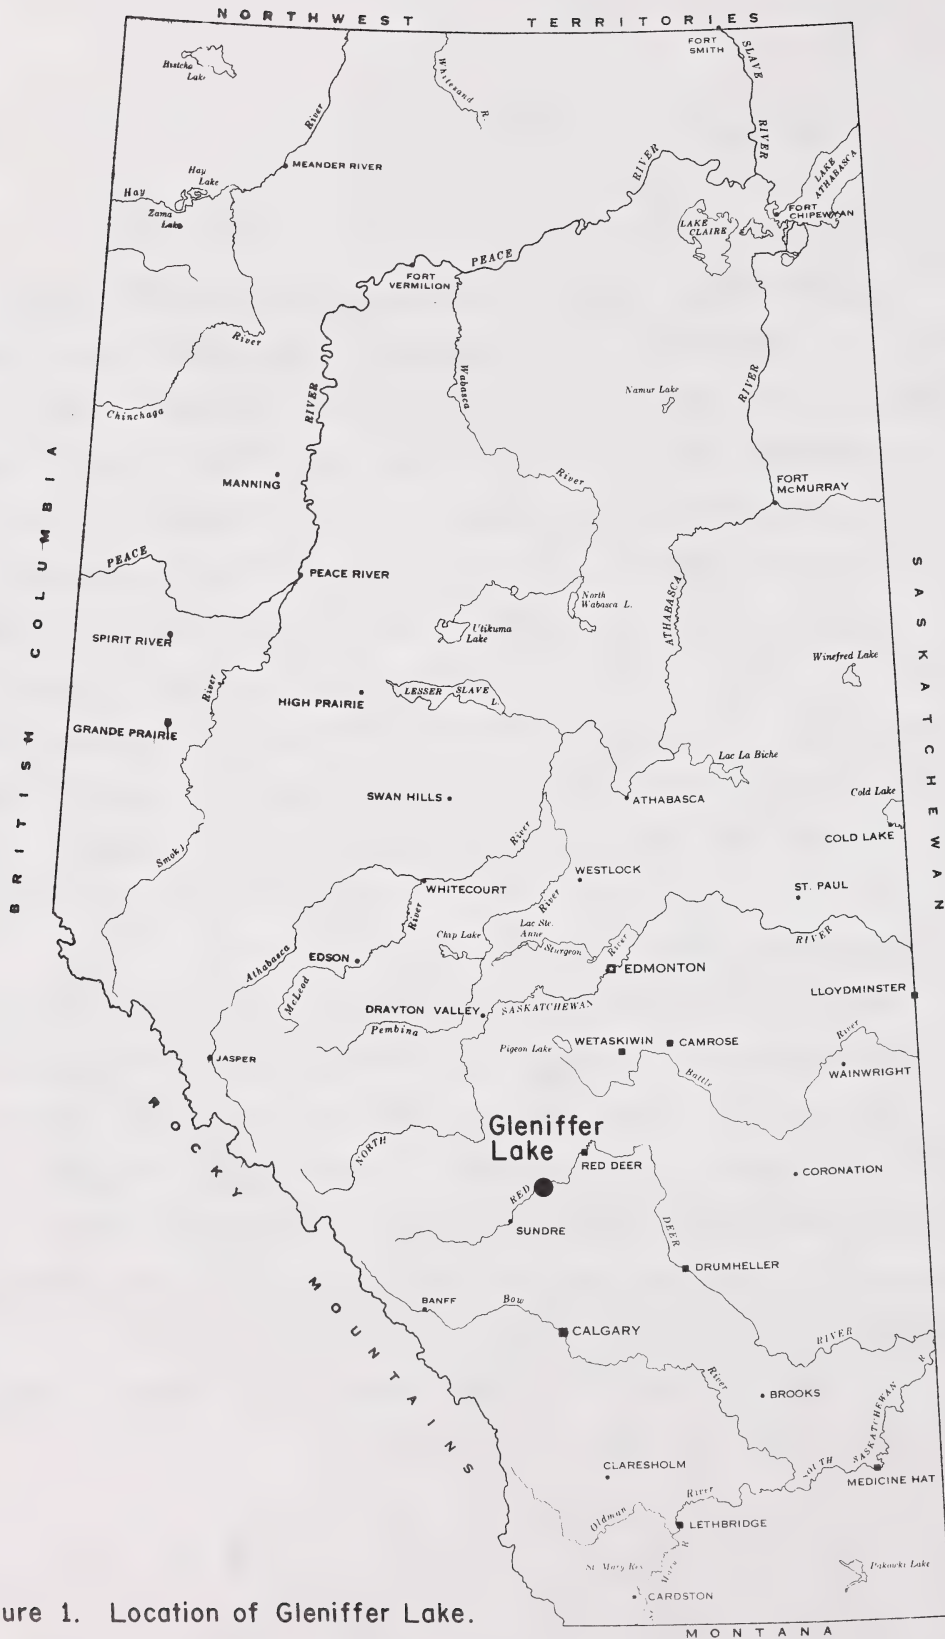 NORTHWEST TERRITORIES
FORT
SMITH
SLAVE
RIVER
Bistcho
Lake
River
Whitesand R.
MEANDER RIVER
Hay
Lake
Hay
Zama
Lake
RIVER
LAKE
ATHABASCA
FORT
CHIPEWYAN
LAKE
CLAIRE
PEACE
FORT
VERMILION
River
Chinchaga
RIVER
Wabasca
Namur Lake
RIVER
MANNING
River
FORT
McMURRAY
BRITISH COLUMBIA
SASKATCHEWAN
PEACE
PEACE RIVER
North
Wabasca L.
ATHABASCA
SPIRIT RIVER
Utikuma
Lake
Winefred Lake
River
HIGH PRAIRIE
LESSER SLAVE
L.
GRANDE PRAIRIE
Lac La Biche
SWAN HILLS
ATHABASCA
Cold Lake
COLD LAKE
River
Smoky
WESTLOCK
WHITECOURT
ST. PAUL
River
River
Lac Ste.
Anne
Chip Lake
Sturgeon
River
RIVER
Athabasca
EDSON
EDMONTON
McLeod
LLOYDMINSTER
DRAYTON VALLEY
SASKATCHEWAN
Pembina
River
Pigeon Lake
WETASKIWIN
CAMROSE
JASPER
WAINWRIGHT
Battle
ROCKY
MOUNTAINS
Gleniffer
Lake
NORTH
RED DEER
CORONATION
RED
SUNDRE
DEER
DRUMHELLER
BANFF
Bow
CALGARY
RIVER
River
BROOKS
R
SASKATCHEWAN
CLARESHOLM
MEDICINE HAT
River
Oldman
LETHBRIDGE
St. Mary Res.
R
Pakowki Lake
CARDSTON
ure 1. Location of Gleniffer Lake.
MONTANA